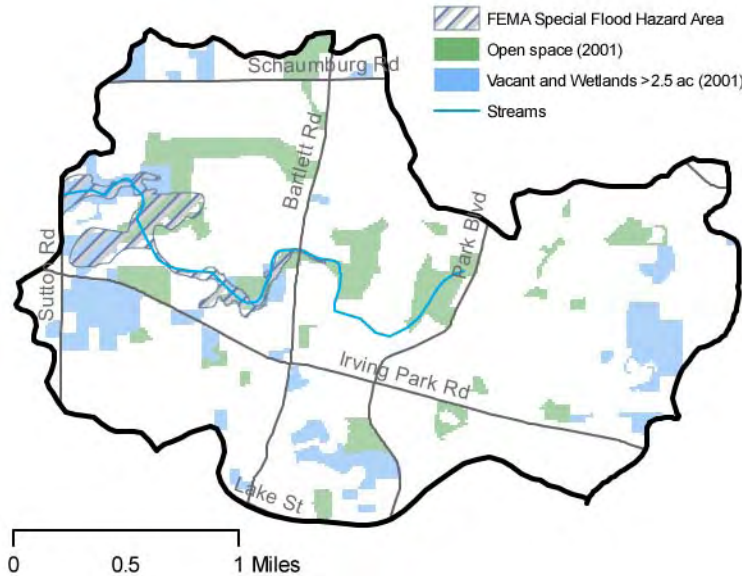 FEMA Special Flood Hazard Area
Open space (2001)
Vacant and Wetlands >2.5 ac (2001)
Streams
Schaumburg Rd
Bartlett Rd
Park Blvd
Sutton Rd
Irving Park Rd
Lake St
0 0.5 1 Miles